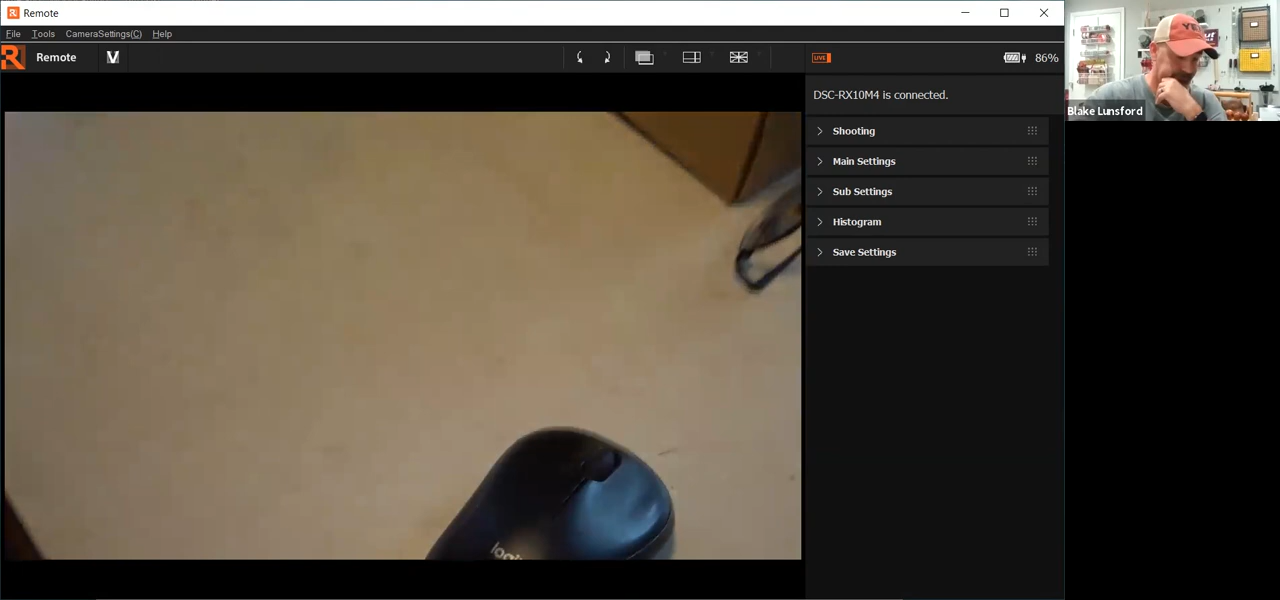 Remote
File Tools CameraSettings(C) Help
Remote
LIVE
86%
DSC-RX10M4 is connected.
Shooting
Main Settings
Sub Settings
Histogram
Save Settings
Blake Lunsford